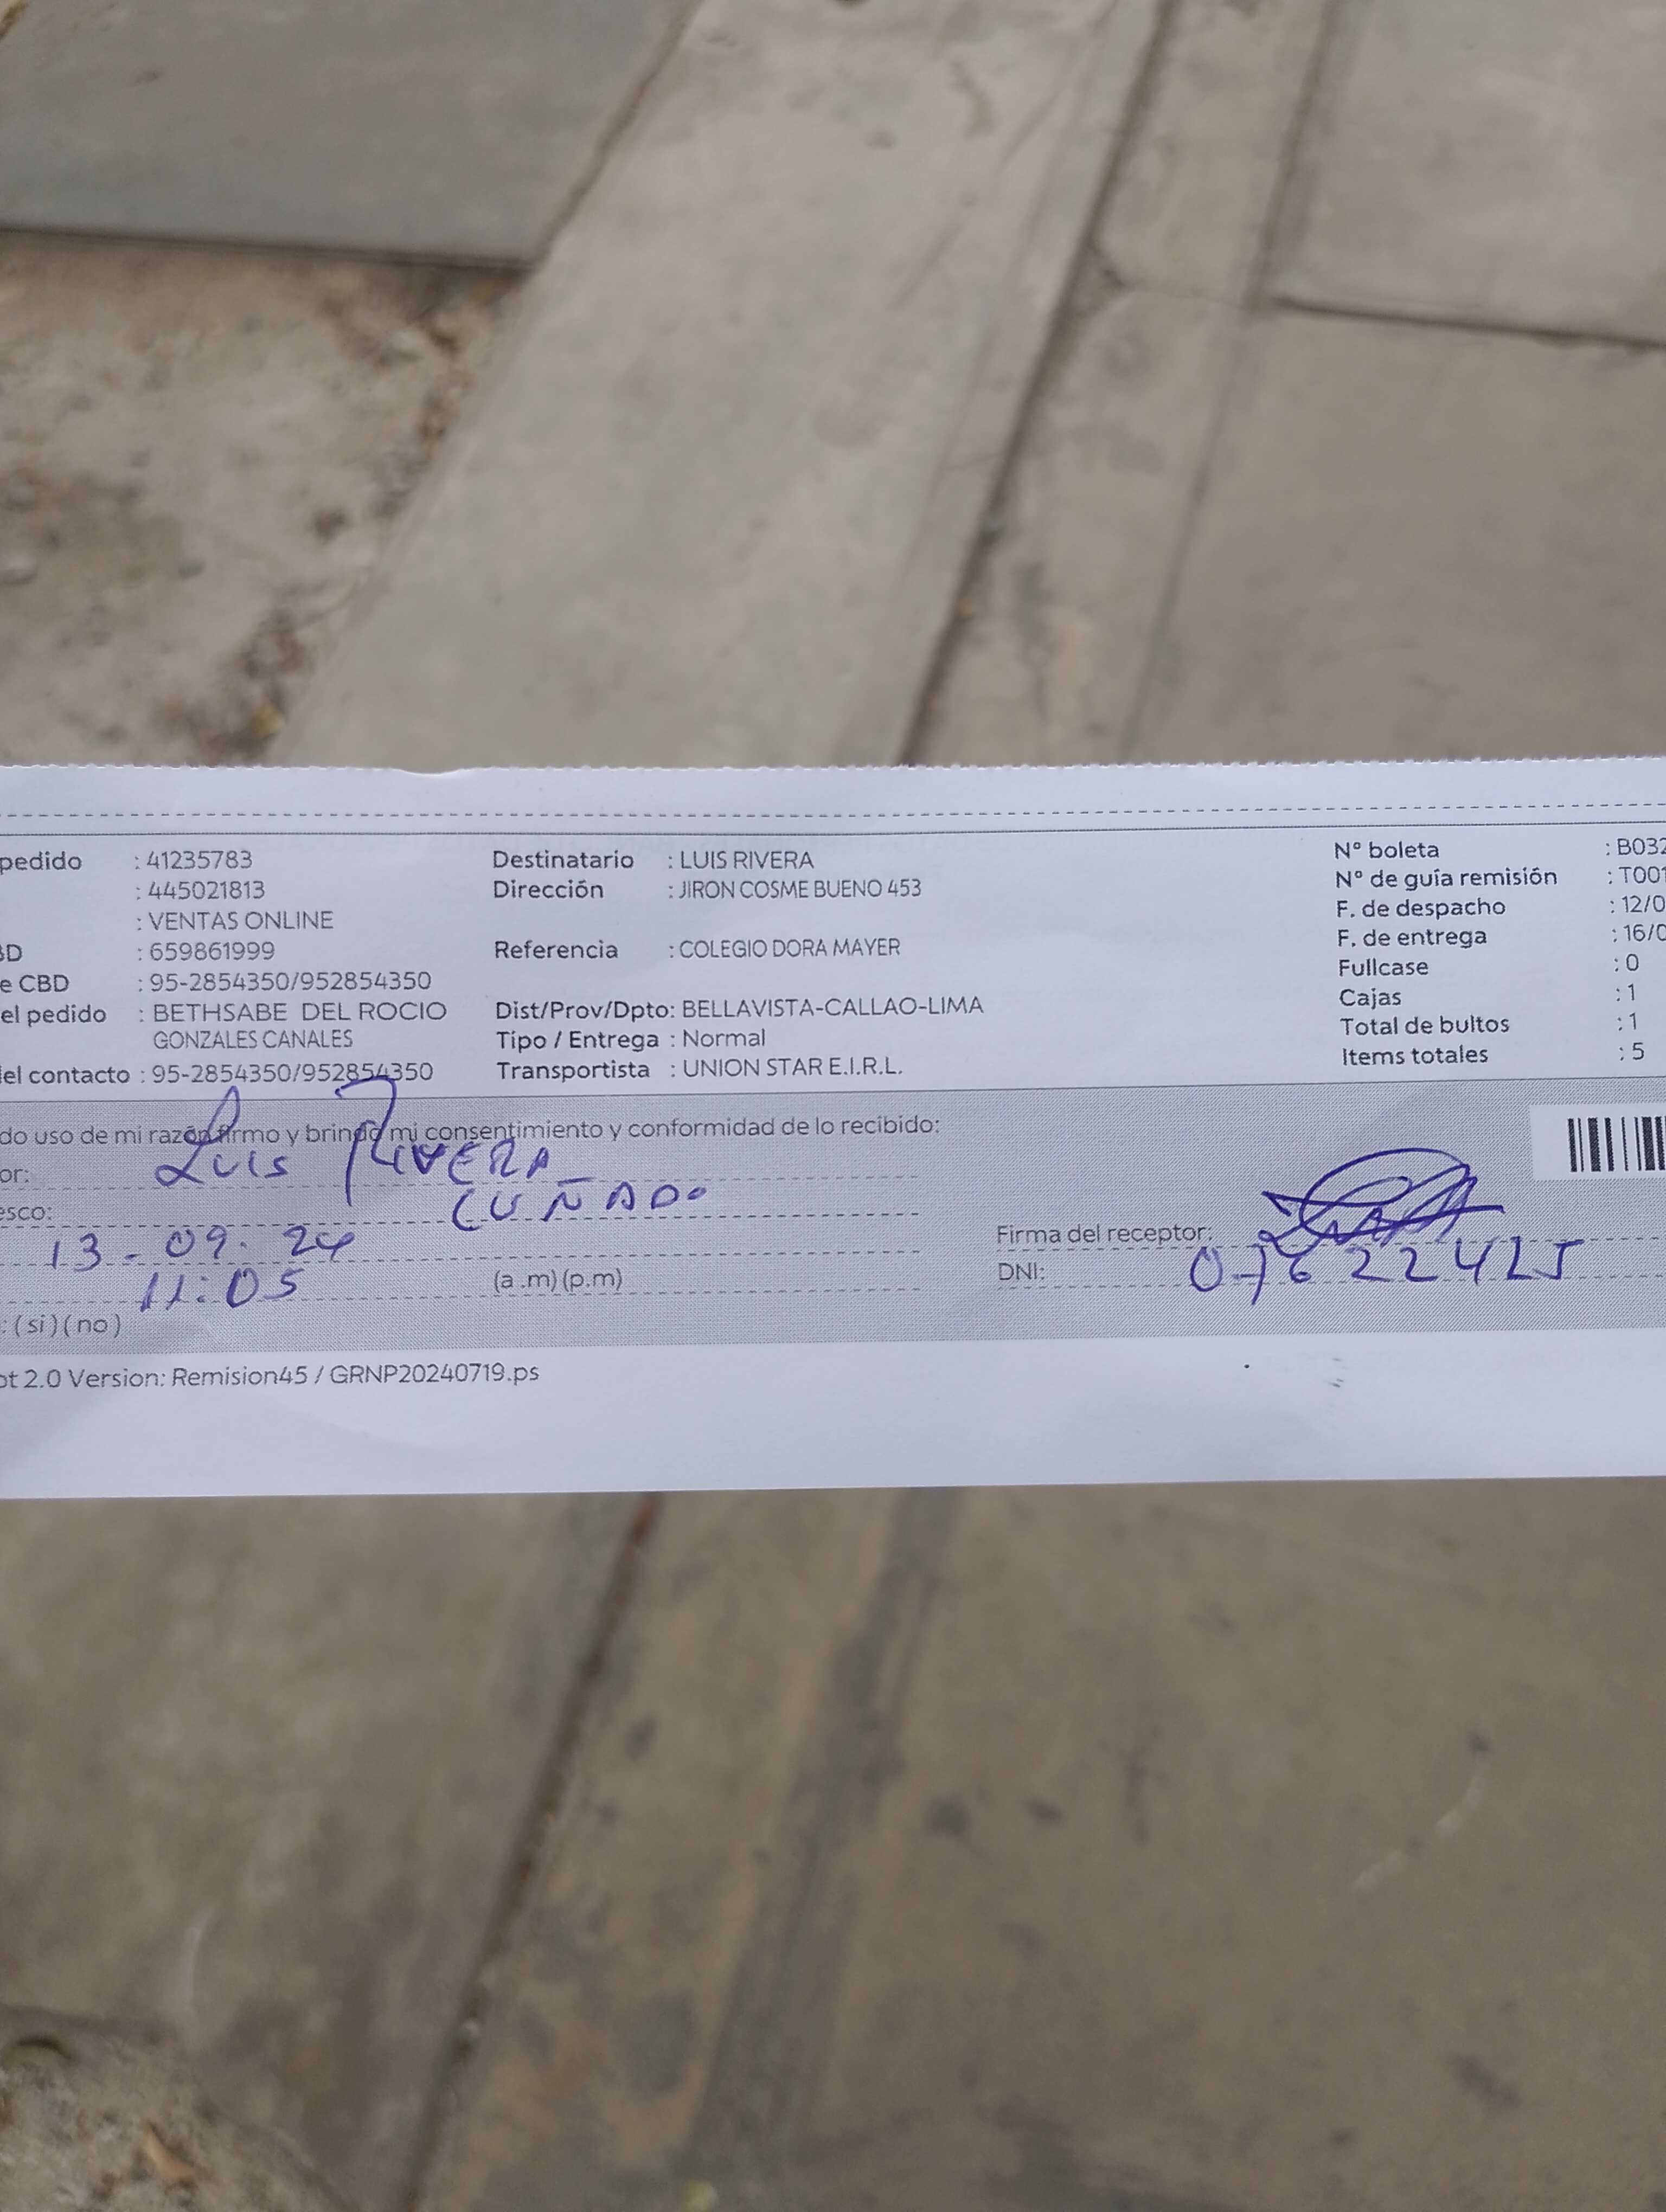 pedido : 41235783 Destinatario : LUIS RIVERA Nº boleta : B032
: 445021813 Dirección : JIRON COSME BUENO 453 Nº de guía remisión : T001
: VENTAS ONLINE F. de despacho : 12/0
BD : 659861999 Referencia : COLEGIO DORA MAYER F. de entrega : 16/0
e CBD : 95-2854350/952854350 Fullcase : 0
el pedido : BETHSABE DEL ROCIO Dist/Prov/Dpto: BELLAVISTA-CALLAO-LIMA Cajas : 1
GONZALES CANALES Tipo / Entrega : Normal Total de bultos : 1
el contacto : 95-2854350/952854350 Transportista : UNION STAR E.I.R.L. Items totales : 5
do uso de mi razón firmo y brindo mi consentimiento y conformidad de lo recibido:
or: Luis RIVERA
esco: CUÑADO
13-09-24 Firma del receptor:
11:05 (a .m) (p.m) DNI: 07622425
: ( si ) ( no )
ot 2.0 Version: Remision45 / GRNP20240719.ps